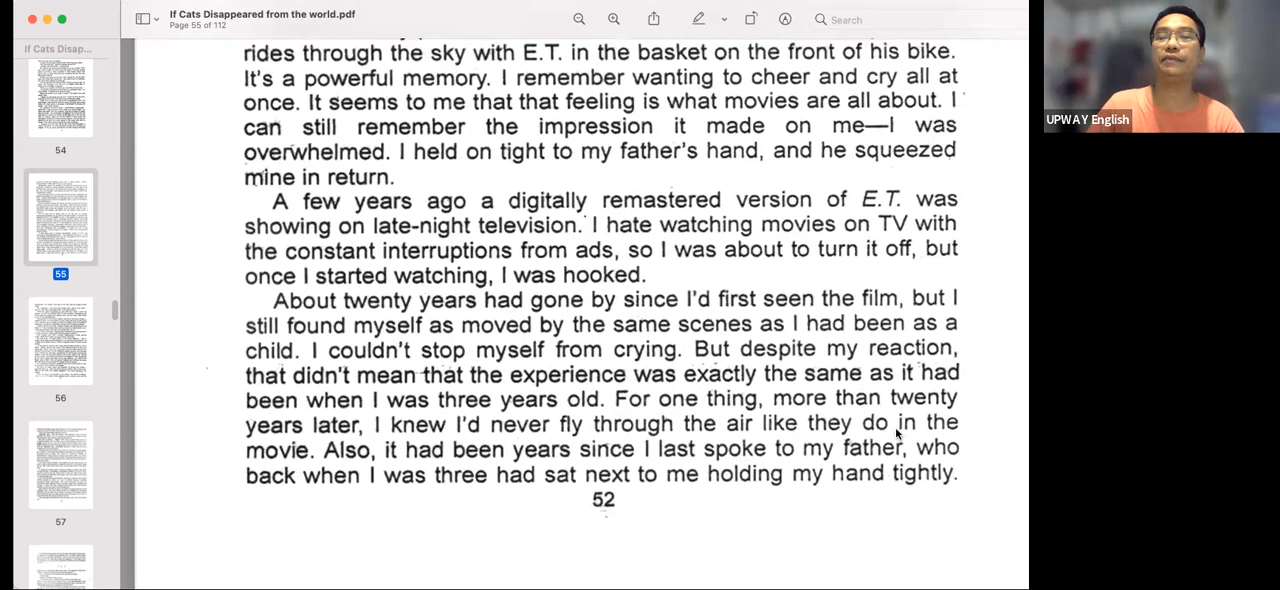 If Cats Disappeared from the world.pdf
Page 55 of 112
Search
If Cats Disap...
54
55
56
57
rides through the sky with E.T. in the basket on the front of his bike.
It's a powerful memory. I remember wanting to cheer and cry all at
once. It seems to me that that feeling is what movies are all about. I
can still remember the impression it made on me—I was
overwhelmed. I held on tight to my father's hand, and he squeezed
mine in return.
A few years ago a digitally remastered version of E.T. was
showing on late-night television. I hate watching movies on TV with
the constant interruptions from ads, so I was about to turn it off, but
once I started watching, I was hooked.
About twenty years had gone by since I'd first seen the film, but I
still found myself as moved by the same scenes as I had been as a
child. I couldn't stop myself from crying. But despite my reaction,
that didn't mean that the experience was exactly the same as it had
been when I was three years old. For one thing, more than twenty
years later, I knew I'd never fly through the air like they do in the
movie. Also, it had been years since I last spoke to my father, who
back when I was three had sat next to me holding my hand tightly.
52
UPWAY English